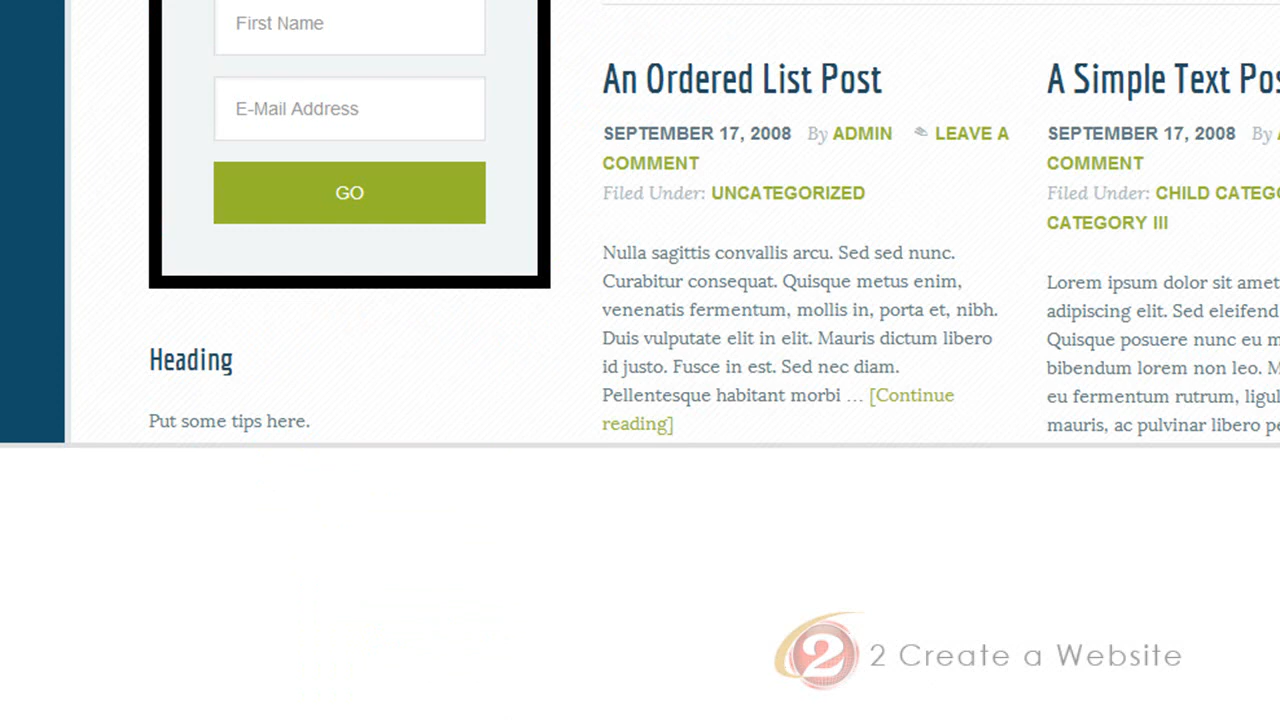 First Name
E-Mail Address
GO
Heading
Put some tips here.
An Ordered List Post
SEPTEMBER 17, 2008 By ADMIN LEAVE A
COMMENT
Filed Under: UNCATEGORIZED
Nulla sagittis convallis arcu. Sed sed nunc.
Curabitur consequat. Quisque metus enim,
venenatis fermentum, mollis in, porta et, nibh.
Duis vulputate elit in elit. Mauris dictum libero
id justo. Fusce in est. Sed nec diam.
Pellentesque habitant morbi … [Continue
reading]
A Simple Text Pos
SEPTEMBER 17, 2008 By
COMMENT
Filed Under: CHILD CATEGO
CATEGORY III
Lorem ipsum dolor sit amet
adipiscing elit. Sed eleifend
Quisque posuere nunc eu m
bibendum lorem non leo. M
eu fermentum rutrum, ligul
mauris, ac pulvinar libero pe
2 2 Create a Website